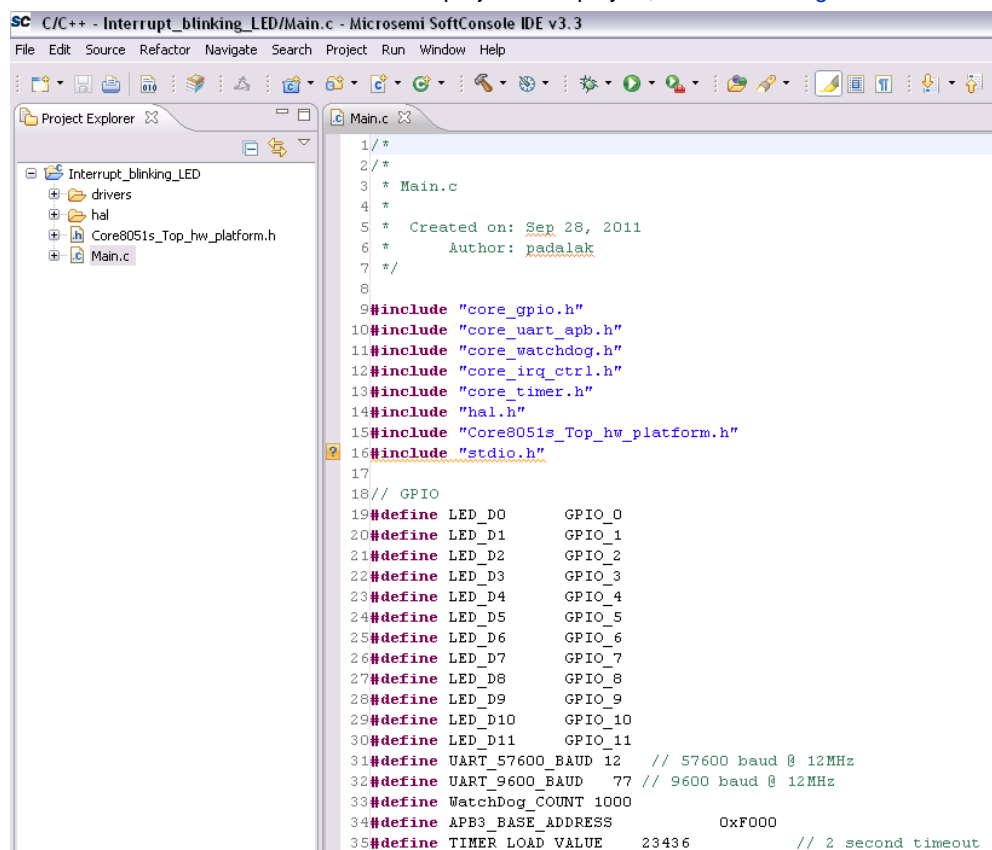 C/C++ - Interrupt_blinking_LED/Main.c - Microsemi SoftConsole IDE v3.3
File Edit Source Refactor Navigate Search Project Run Window Help
Project Explorer
Interrupt_blinking_LED
drivers
hal
Core8051s_Top_hw_platform.h
Main.c
Main.c
1/*
2/*
3 * Main.c
4 *
5 *  Created on: Sep 28, 2011
6 *      Author: padalak
7 */
8
9#include "core_gpio.h"
10#include "core_uart_apb.h"
11#include "core_watchdog.h"
12#include "core_irq_ctrl.h"
13#include "core_timer.h"
14#include "hal.h"
15#include "Core8051s_Top_hw_platform.h"
16#include "stdio.h"
17
18// GPIO
19#define LED_D0      GPIO_0
20#define LED_D1      GPIO_1
21#define LED_D2      GPIO_2
22#define LED_D3      GPIO_3
23#define LED_D4      GPIO_4
24#define LED_D5      GPIO_5
25#define LED_D6      GPIO_6
26#define LED_D7      GPIO_7
27#define LED_D8      GPIO_8
28#define LED_D9      GPIO_9
29#define LED_D10     GPIO_10
30#define LED_D11     GPIO_11
31#define UART_57600_BAUD 12   // 57600 baud @ 12MHz
32#define UART_9600_BAUD   77 // 9600 baud @ 12MHz
33#define WatchDog_COUNT 1000
34#define APB3_BASE_ADDRESS           0xF000
35#define TIMER_LOAD_VALUE    23436           // 2 second timeout